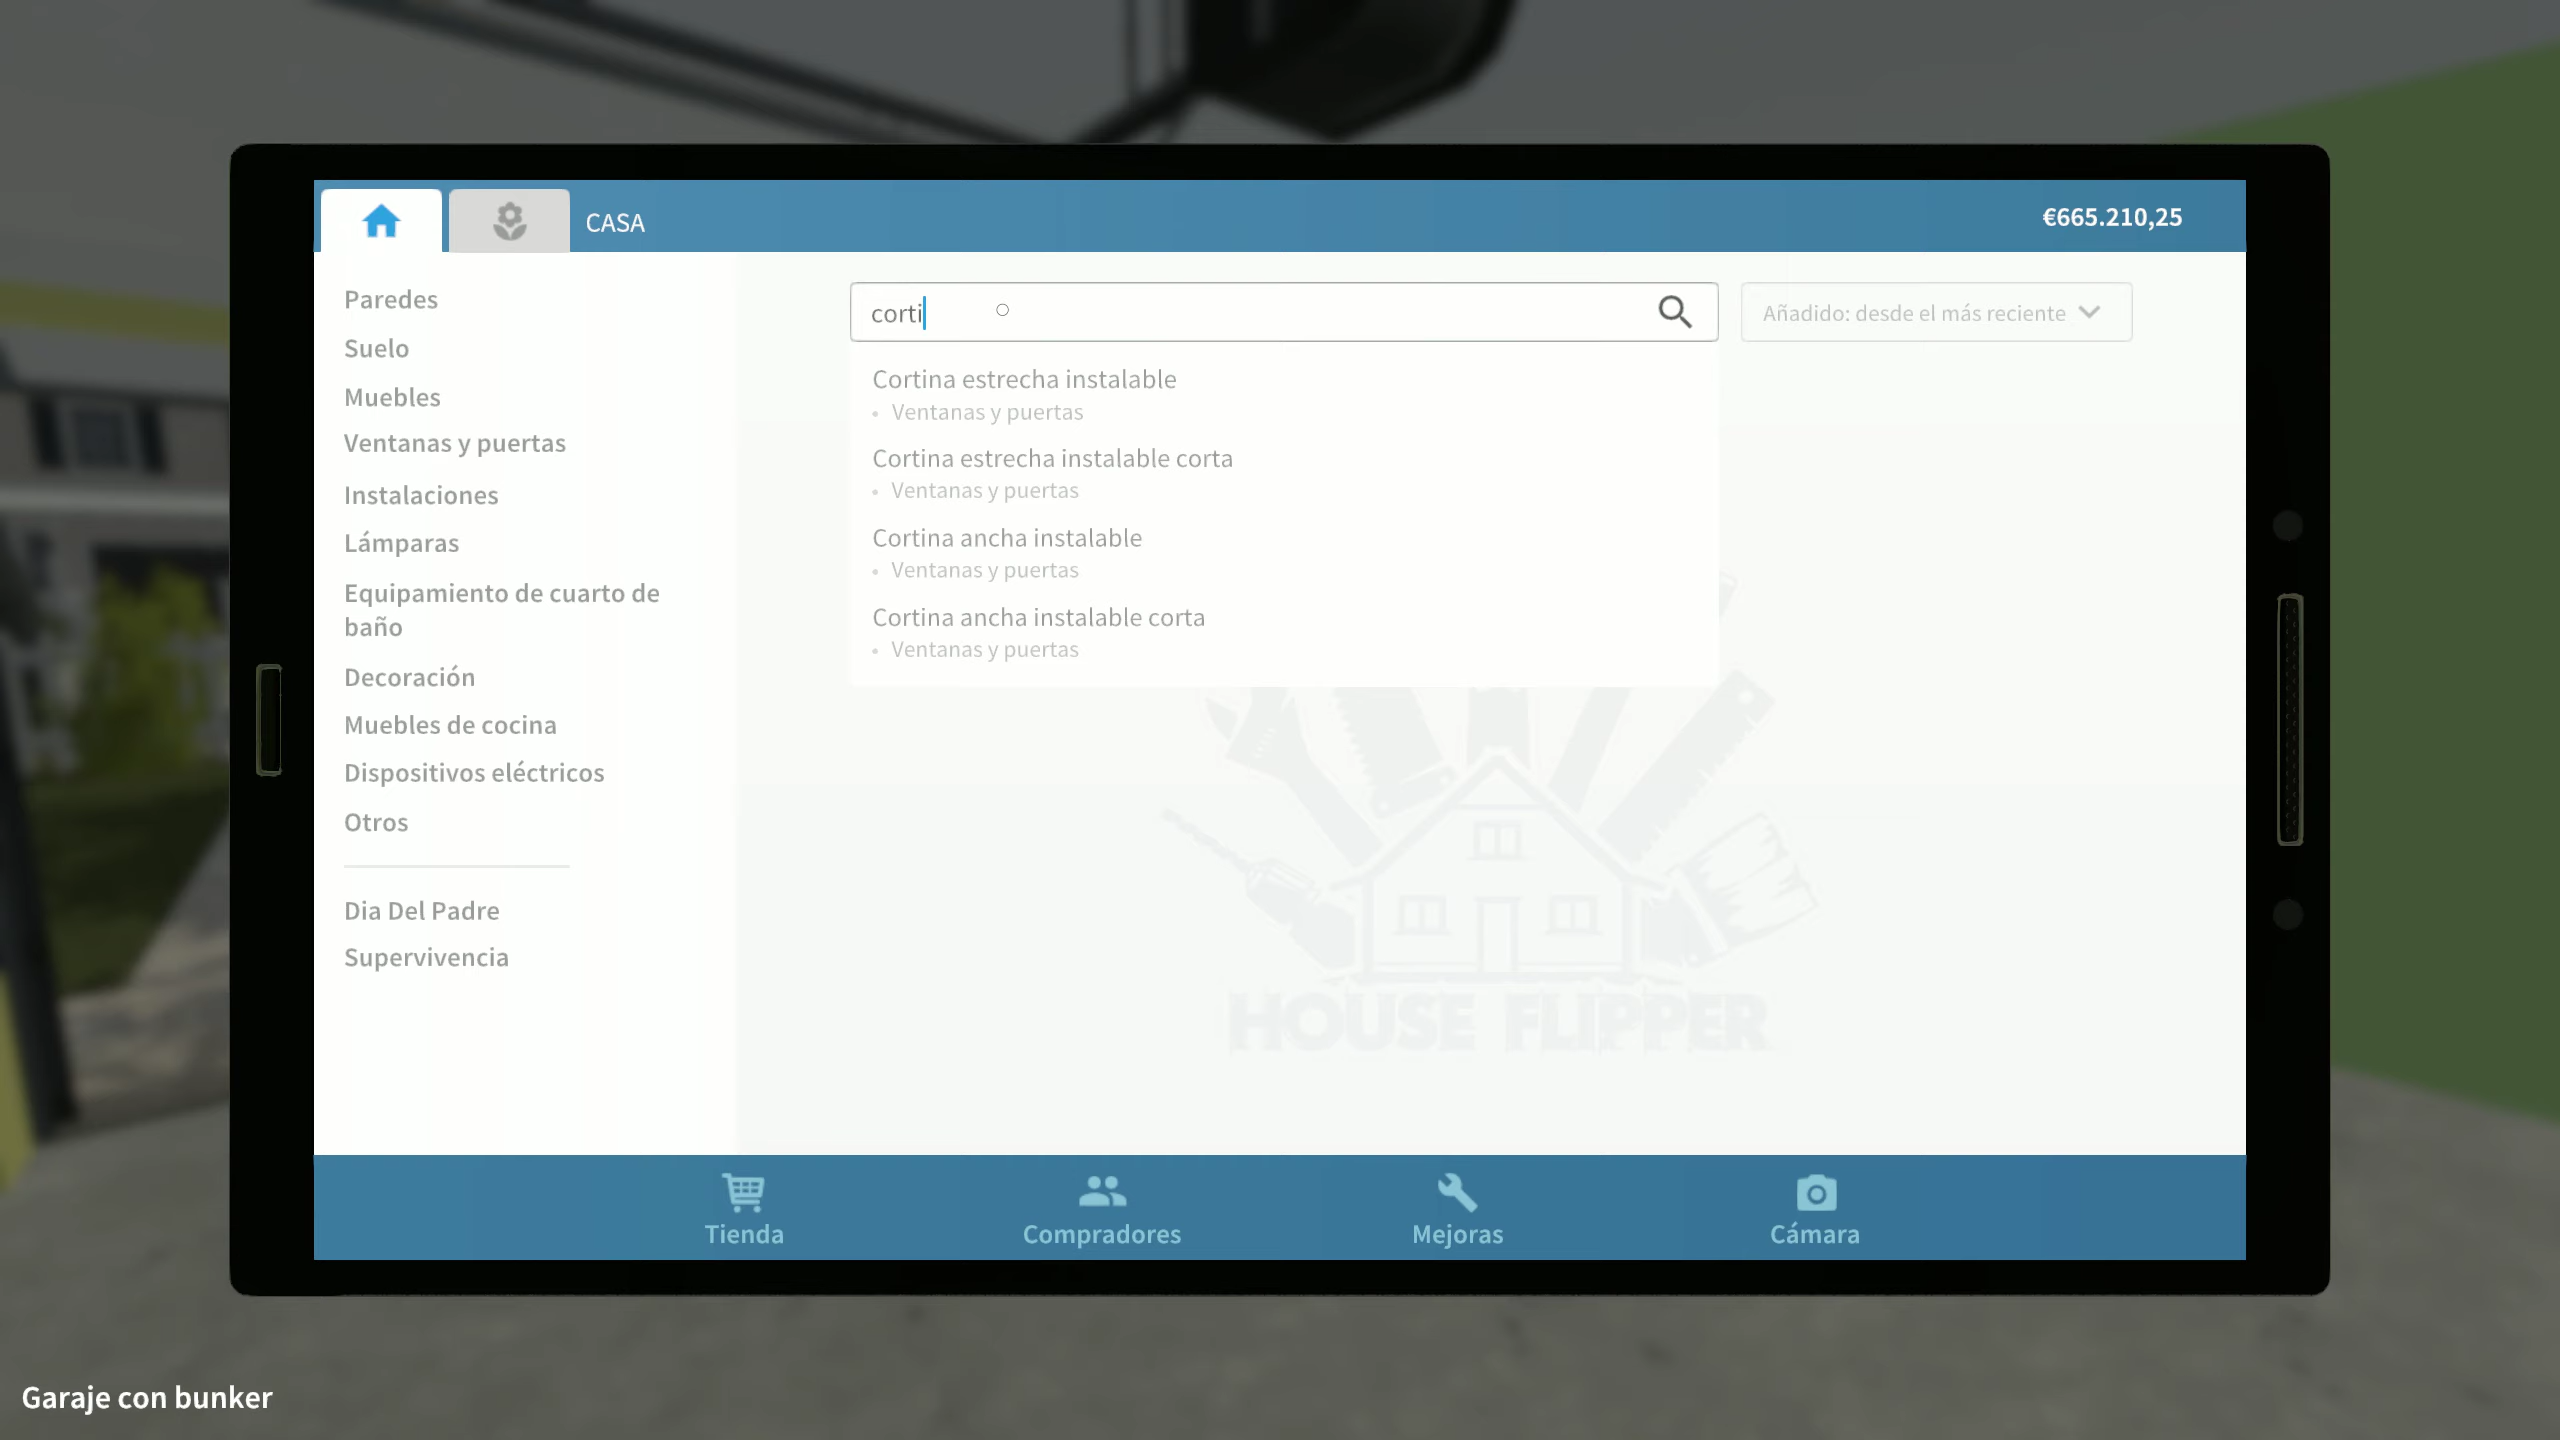 CASA
€665.210,25
Paredes
Suelo
Muebles
Ventanas y puertas
Instalaciones
Lámparas
Equipamiento de cuarto de
baño
Decoración
Muebles de cocina
Dispositivos eléctricos
Otros
Dia Del Padre
Supervivencia
corti
Añadido: desde el más reciente
Cortina estrecha instalable
• Ventanas y puertas
Cortina estrecha instalable corta
• Ventanas y puertas
Cortina ancha instalable
• Ventanas y puertas
Cortina ancha instalable corta
• Ventanas y puertas
HOUSE FLIPPER
Tienda
Compradores
Mejoras
Cámara
Garaje con bunker